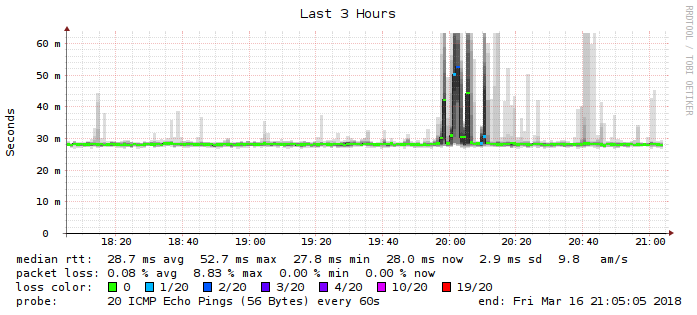 Last 3 Hours
RRDTOOL / TOBI OETIKER
Seconds
60 m
50 m
40 m
30 m
20 m
10 m
0
18:20 18:40 19:00 19:20 19:40 20:00 20:20 20:40 21:00
median rtt: 28.7 ms avg 52.7 ms max 27.8 ms min 28.0 ms now 2.9 ms sd 9.8 am/s
packet loss: 0.08 % avg 8.83 % max 0.00 % min 0.00 % now
loss color: 0 1/20 2/20 3/20 4/20 10/20 19/20
probe: 20 ICMP Echo Pings (56 Bytes) every 60s end: Fri Mar 16 21:05:05 2018